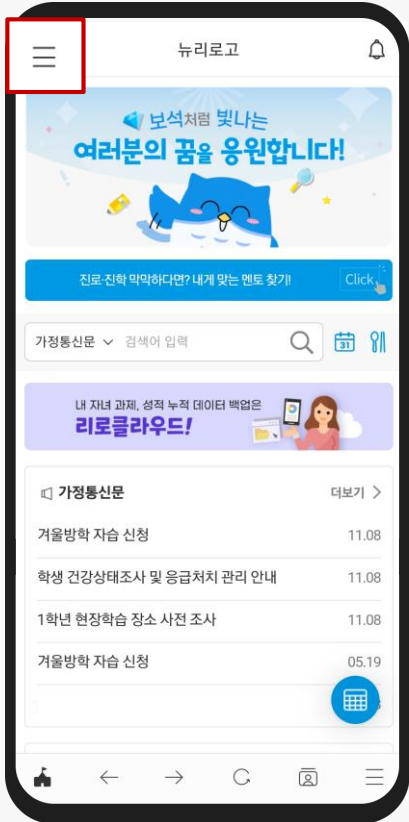 뉴리로고
보석처럼 빛나는
여러분의 꿈을 응원합니다!
진로·진학 막막하다면? 내게 맞는 멘토 찾기!
Click
가정통신문
검색어 입력
31
내 자녀 과제, 성적 누적 데이터 백업은
리로클라우드!
가정통신문
더보기
겨울방학 자습 신청
11.08
학생 건강상태조사 및 응급처치 관리 안내
11.08
1학년 현장학습 장소 사전 조사
11.08
겨울방학 자습 신청
05.19